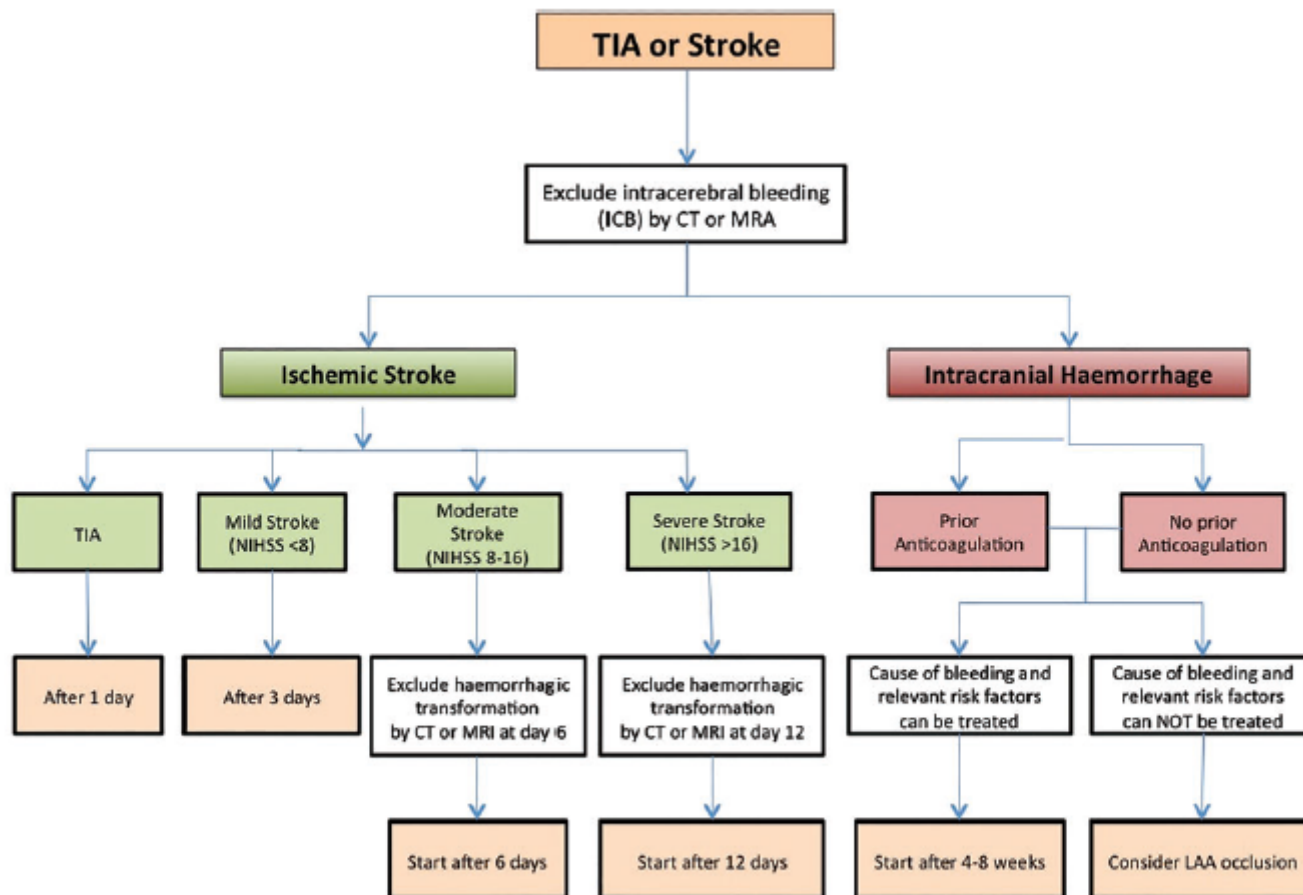 TIA or Stroke
Exclude intracerebral bleeding
(ICB) by CT or MRA
Ischemic Stroke
Intracranial Haemorrhage
TIA
Mild Stroke
(NIHSS <8)
Moderate
Stroke
(NIHSS 8-16)
Severe Stroke
(NIHSS >16)
Prior
Anticoagulation
No prior
Anticoagulation
After 1 day
After 3 days
Exclude haemorrhagic
transformation
by CT or MRI at day 6
Exclude haemorrhagic
transformation
by CT or MRI at day 12
Cause of bleeding and
relevant risk factors
can be treated
Cause of bleeding and
relevant risk factors
can NOT be treated
Start after 6 days
Start after 12 days
Start after 4-8 weeks
Consider LAA occlusion